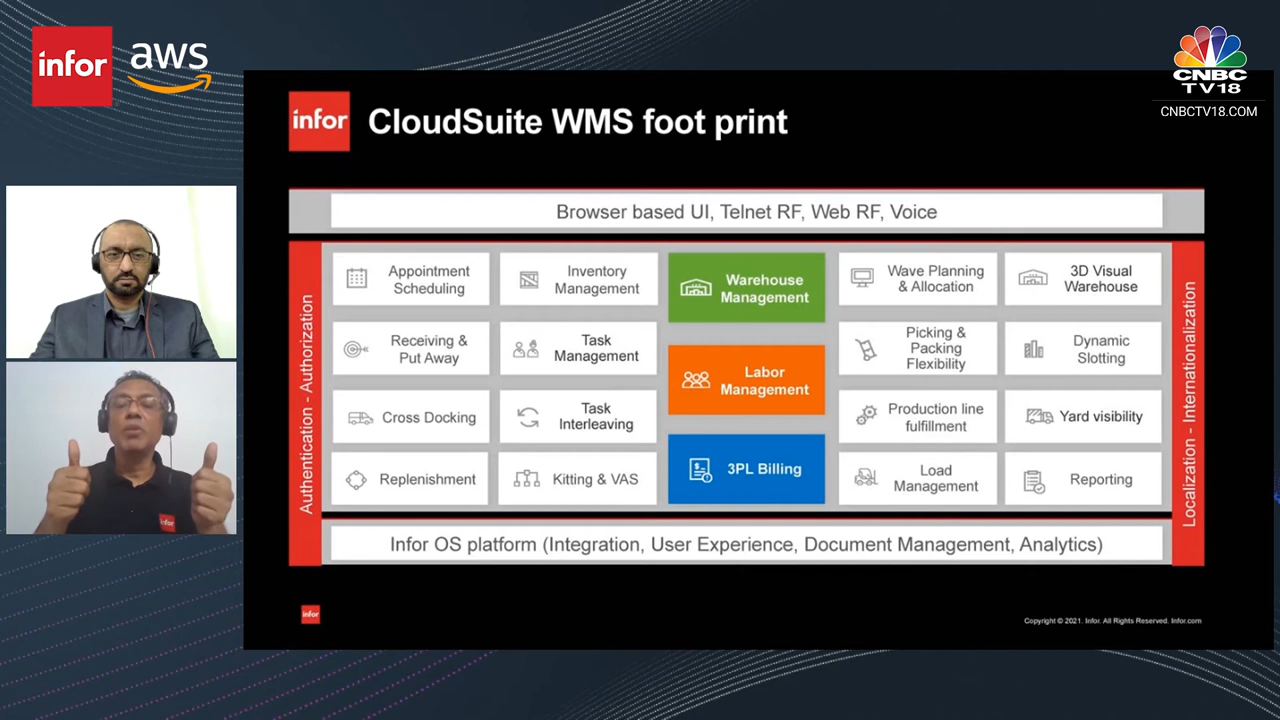 infor
aws
CNBC
TV18
CNBCTV18.COM
infor
CloudSuite WMS foot print
Browser based UI, Telnet RF, Web RF, Voice
Authentication - Authorization
Appointment
Scheduling
Inventory
Management
Warehouse
Management
Wave Planning
& Allocation
3D Visual
Warehouse
Receiving &
Put Away
Task
Management
Labor
Management
Picking &
Packing
Flexibility
Dynamic
Slotting
Cross Docking
Task
Interleaving
Production line
fulfillment
Yard visibility
Replenishment
Kitting & VAS
3PL Billing
Load
Management
Reporting
Localization - Internationalization
Infor OS platform (Integration, User Experience, Document Management, Analytics)
infor
infor
Copyright © 2021. Infor. All Rights Reserved. Infor.com